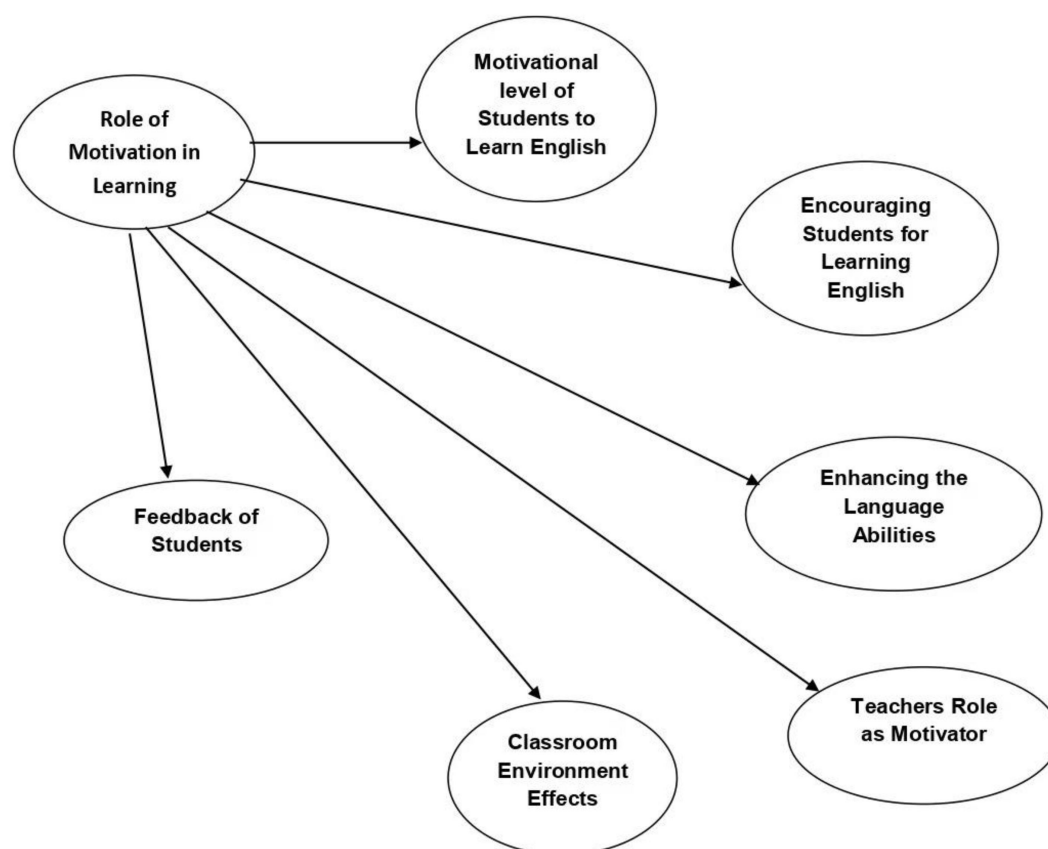 Role of
Motivation in
Learning
Motivational
level of
Students to
Learn English
Encouraging
Students for
Learning
English
Enhancing the
Language
Abilities
Teachers Role
as Motivator
Classroom
Environment
Effects
Feedback of
Students